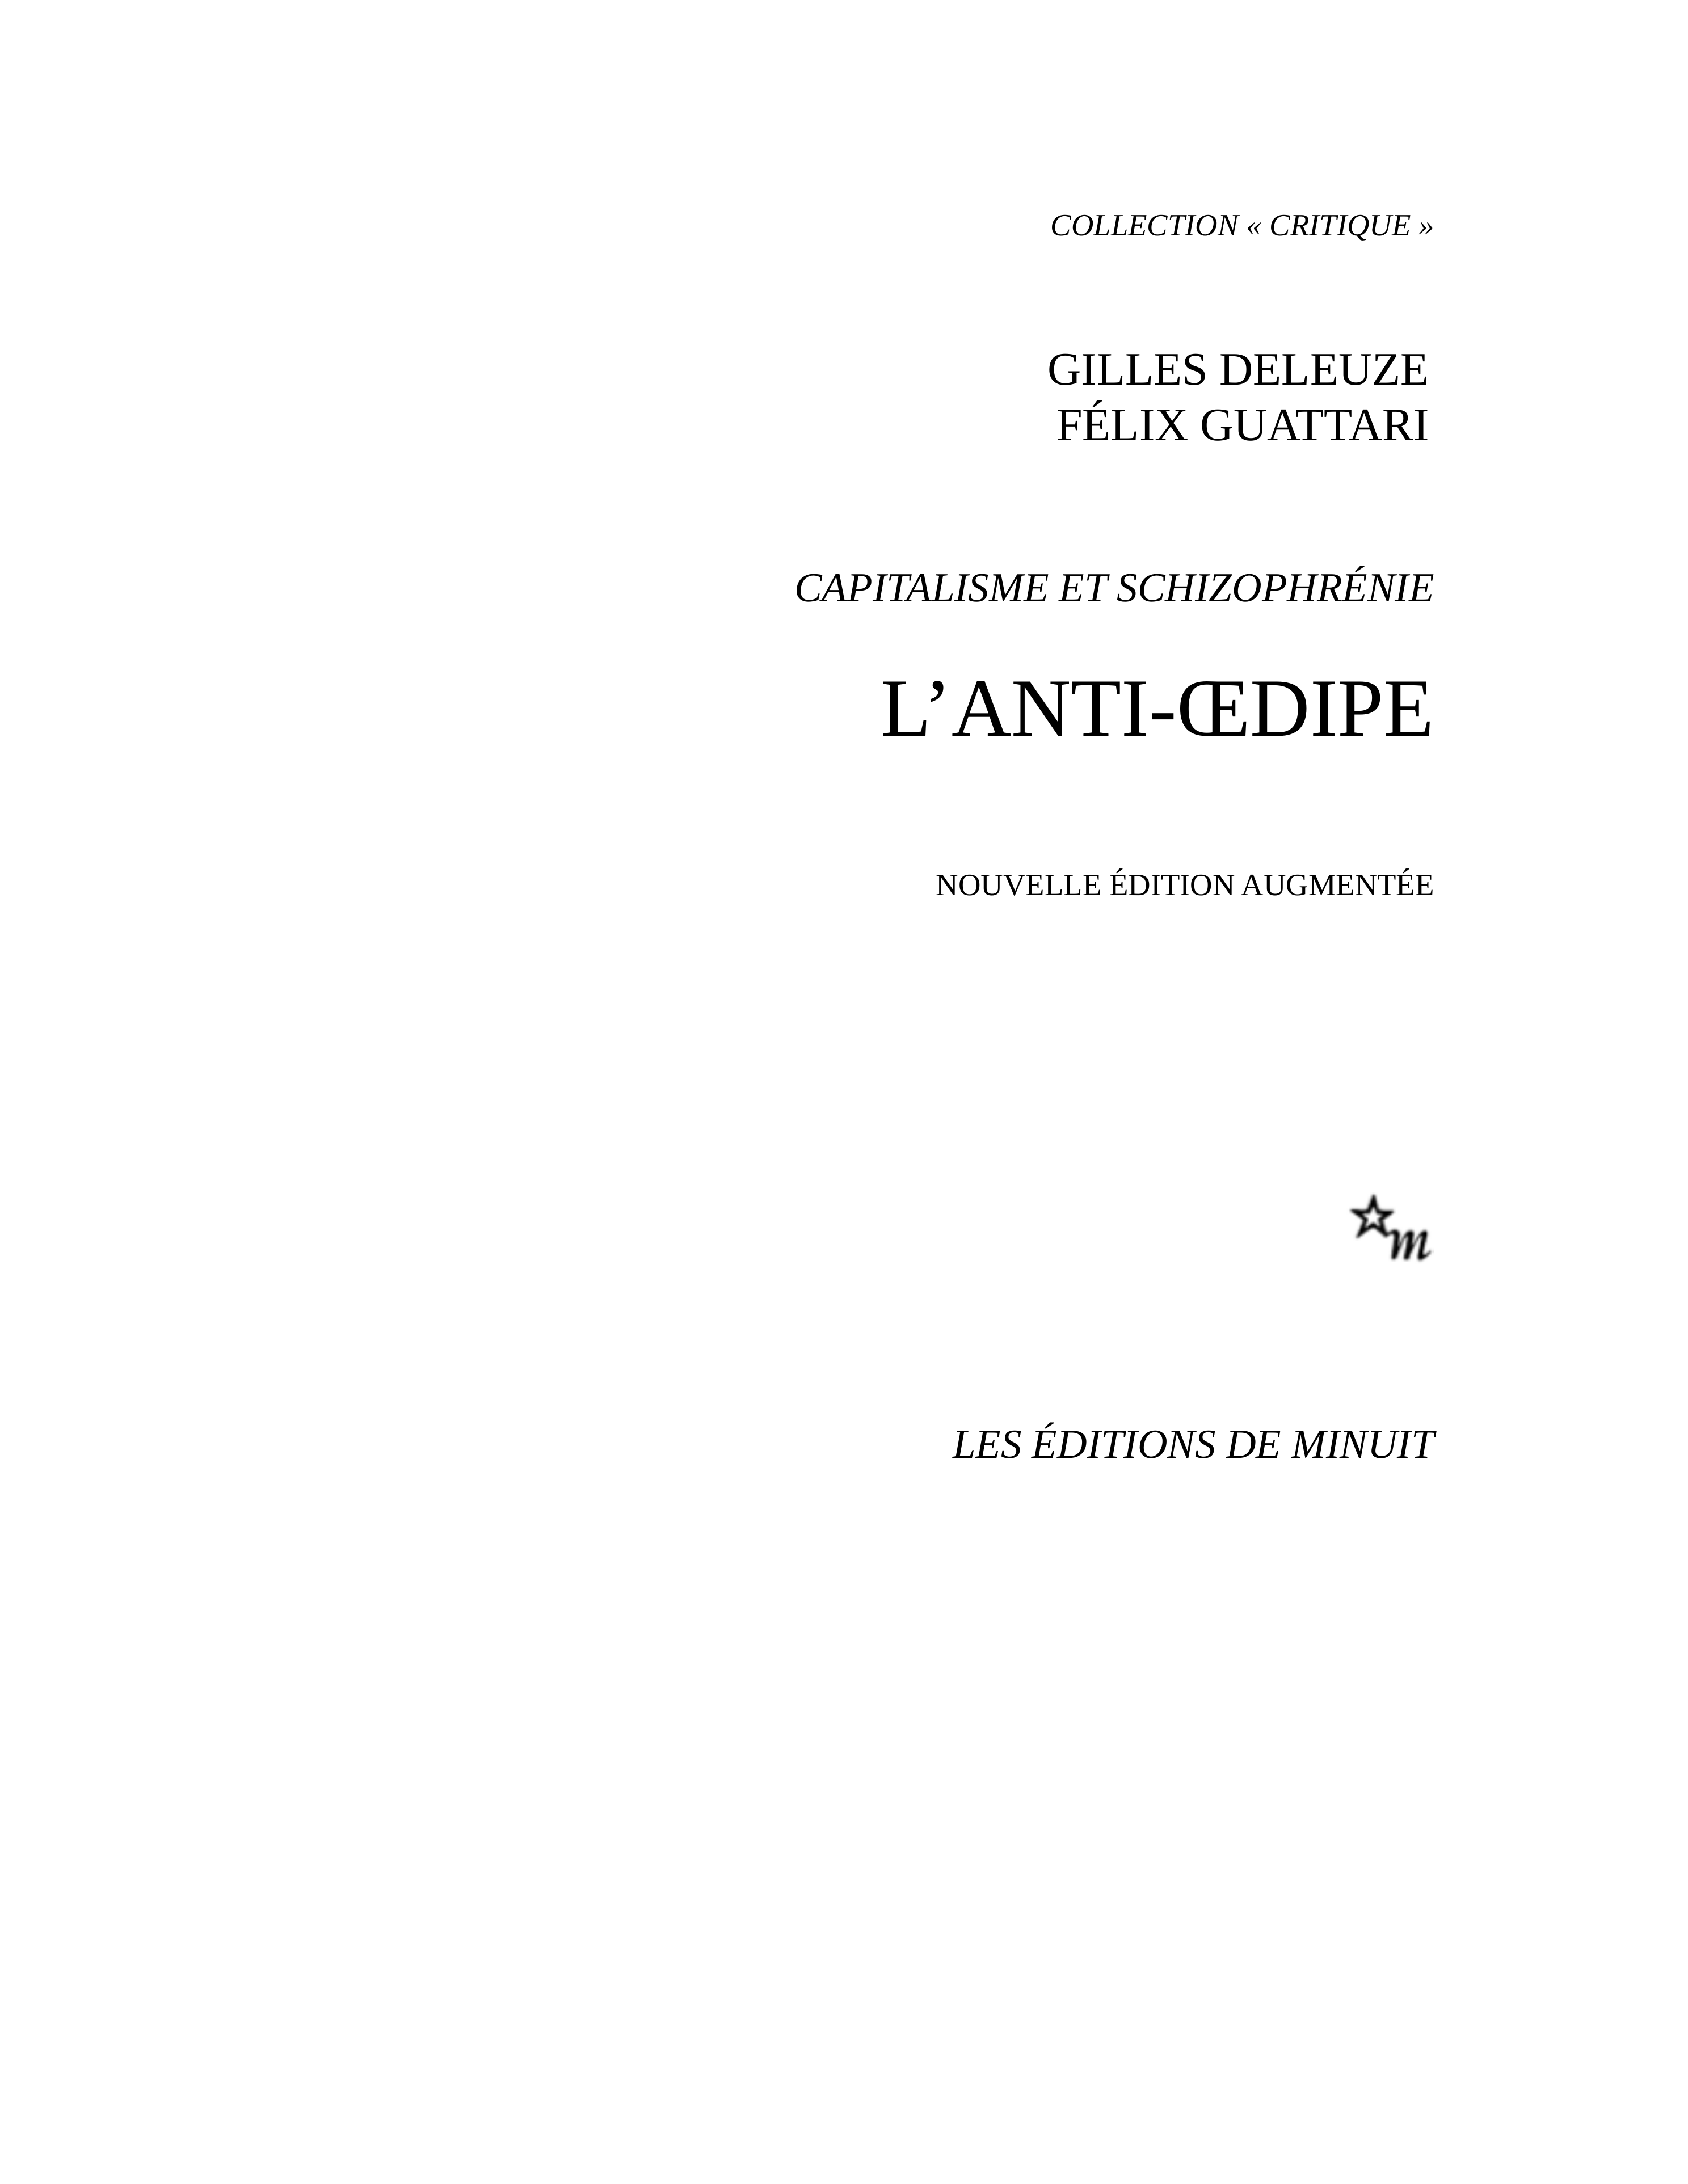 COLLECTION « CRITIQUE »
GILLES DELEUZE
FÉLIX GUATTARI
CAPITALISME ET SCHIZOPHRÉNIE
L’ANTI-ŒDIPE
NOUVELLE ÉDITION AUGMENTÉE
m
LES ÉDITIONS DE MINUIT